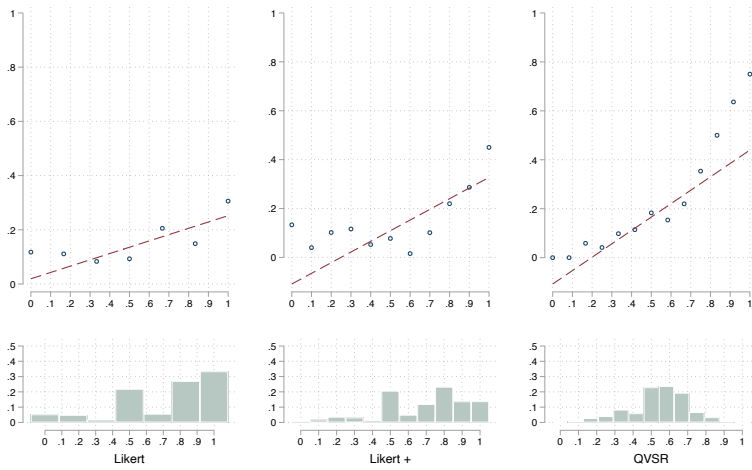 1 1 1
.8 .8 .8
.6 .6 .6
.4 .4 .4
.2 .2 .2
0 0 0
0 .1 .2 .3 .4 .5 .6 .7 .8 .9 1 0 .1 .2 .3 .4 .5 .6 .7 .8 .9 1 0 .1 .2 .3 .4 .5 .6 .7 .8 .9 1
.5 .5 .5
.4 .4 .4
.3 .3 .3
.2 .2 .2
.1 .1 .1
0 0 0
0 .1 .2 .3 .4 .5 .6 .7 .8 .9 1 0 .1 .2 .3 .4 .5 .6 .7 .8 .9 1 0 .1 .2 .3 .4 .5 .6 .7 .8 .9 1
Likert Likert + QVSR